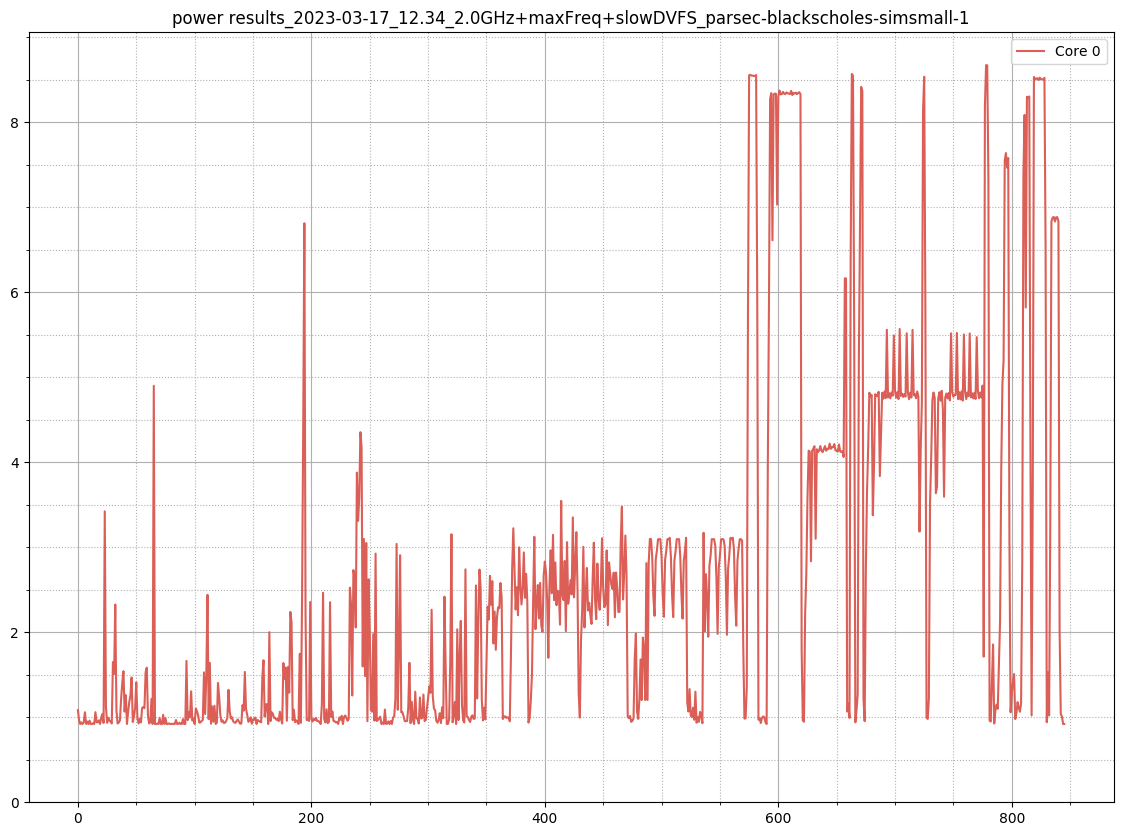 power results_2023-03-17_12.34_2.0GHz+maxFreq+slowDVFS_parsec-blackscholes-simsmall-1
Core 0
8
6
4
2
0
0 200 400 600 800